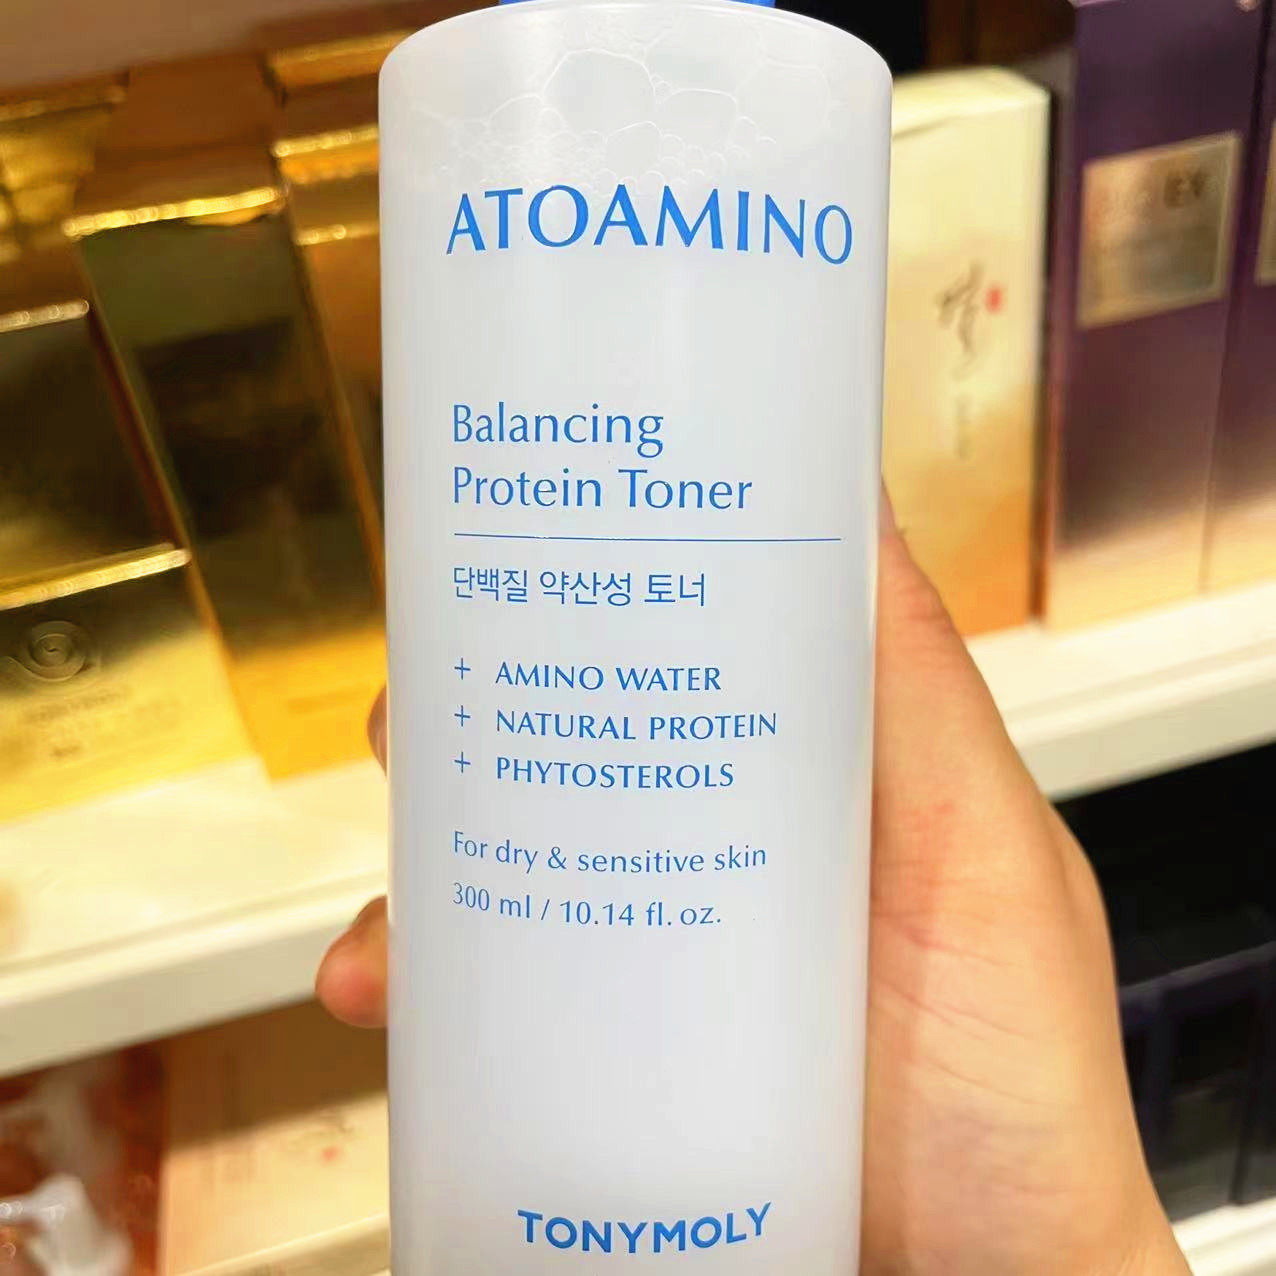 ATOAMINO
Balancing
Protein Toner
단백질 약산성 토너
+ AMINO WATER
+ NATURAL PROTEIN
+ PHYTOSTEROLS
For dry & sensitive skin
300 ml / 10.14 fl. oz.
TONYMOLY